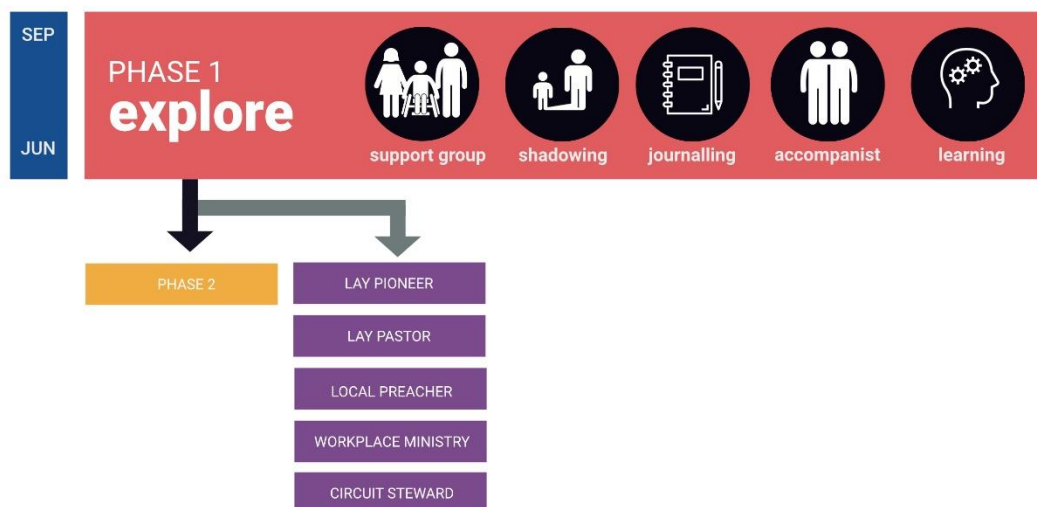 SEP
JUN
PHASE 1
explore
support group
shadowing
journalling
accompanist
learning
PHASE 2
LAY PIONEER
LAY PASTOR
LOCAL PREACHER
WORKPLACE MINISTRY
CIRCUIT STEWARD